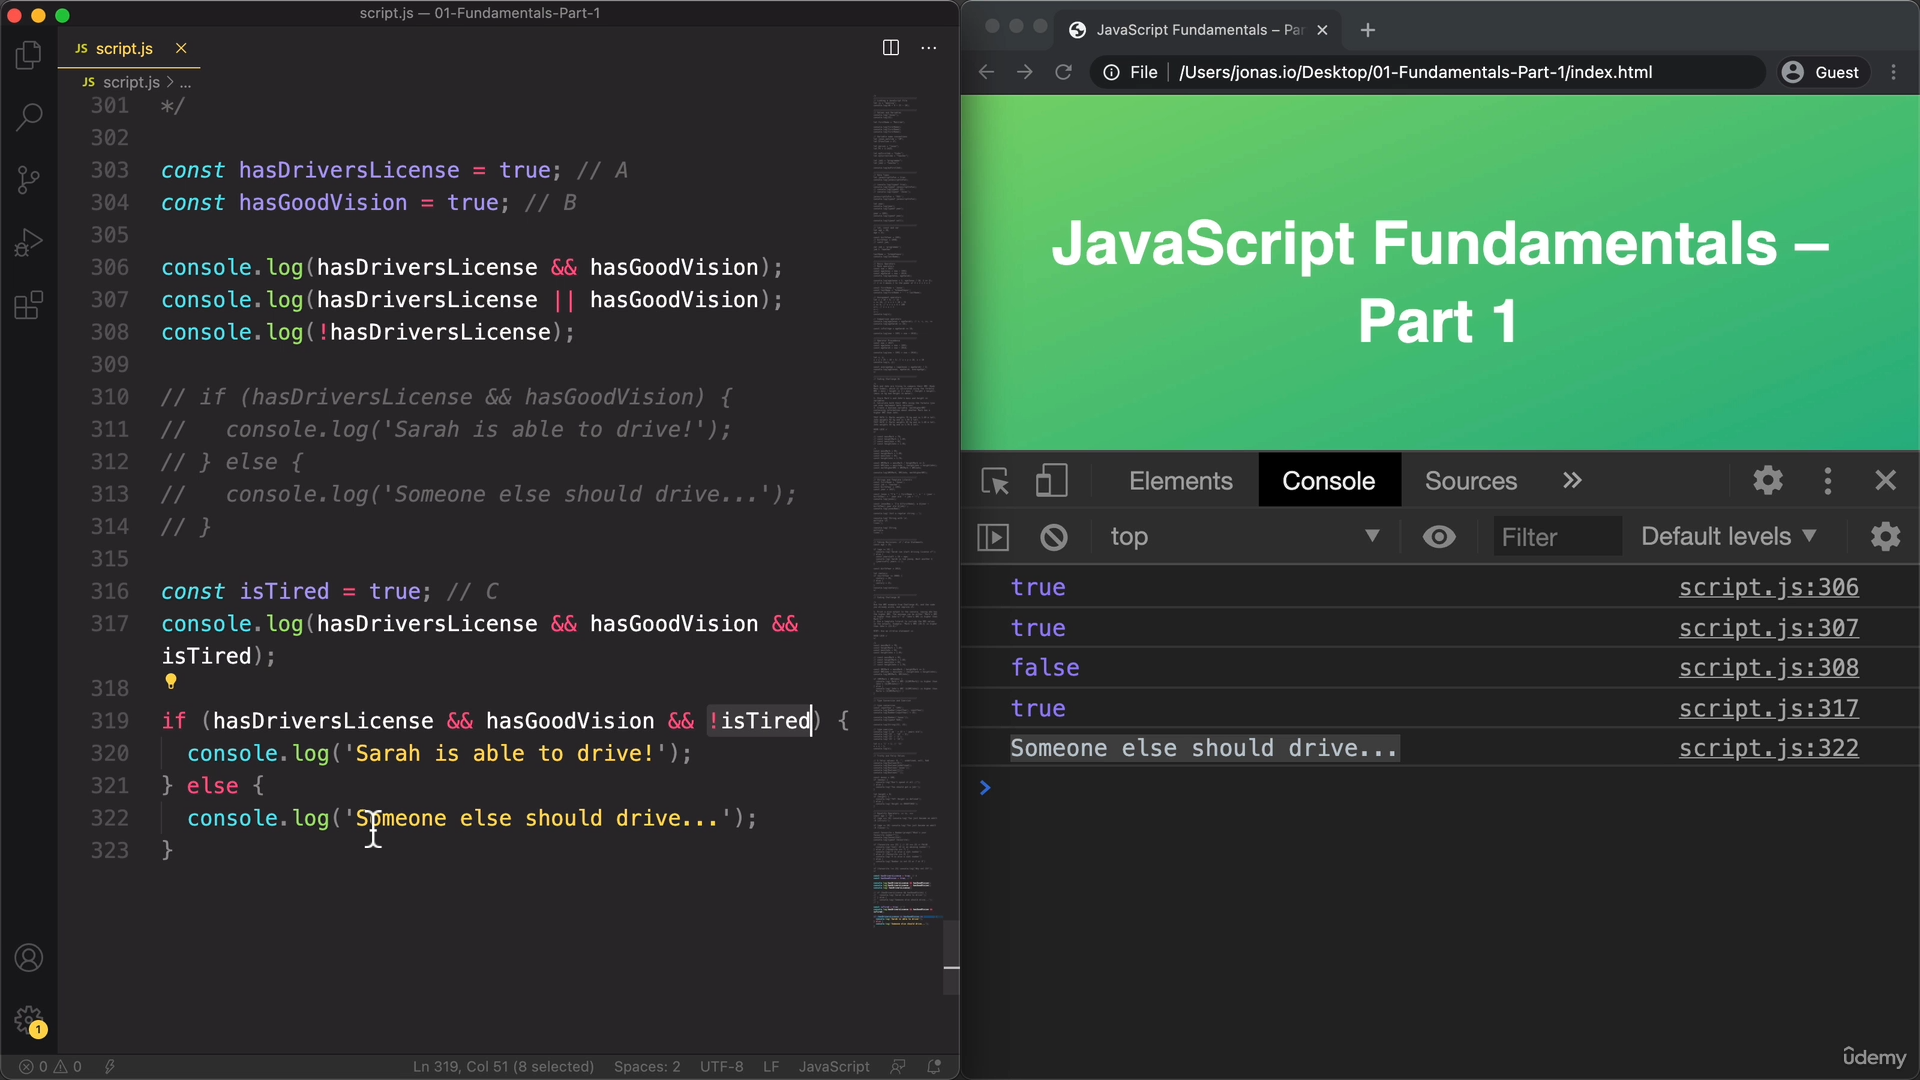 script.js — 01-Fundamentals-Part-1
JS script.js ×
JS script.js > ...
301 */
302
303 const hasDriversLicense = true; // A
304 const hasGoodVision = true; // B
305
306 console.log(hasDriversLicense && hasGoodVision);
307 console.log(hasDriversLicense || hasGoodVision);
308 console.log(!hasDriversLicense);
309
310 // if (hasDriversLicense && hasGoodVision) {
311 //   console.log('Sarah is able to drive!');
312 // } else {
313 //   console.log('Someone else should drive...');
314 // }
315
316 const isTired = true; // C
317 console.log(hasDriversLicense && hasGoodVision &&
isTired);
318
319 if (hasDriversLicense && hasGoodVision && !isTired) {
320   console.log('Sarah is able to drive!');
321 } else {
322   console.log('Someone else should drive...');
323 }
1
0 0 Ln 319, Col 51 (8 selected) Spaces: 2 UTF-8 LF JavaScript
JavaScript Fundamentals – Par ×
File | /Users/jonas.io/Desktop/01-Fundamentals-Part-1/index.html Guest
JavaScript Fundamentals –
Part 1
Elements Console Sources »
top Filter Default levels
true script.js:306
true script.js:307
false script.js:308
true script.js:317
Someone else should drive... script.js:322
>
ûdemy